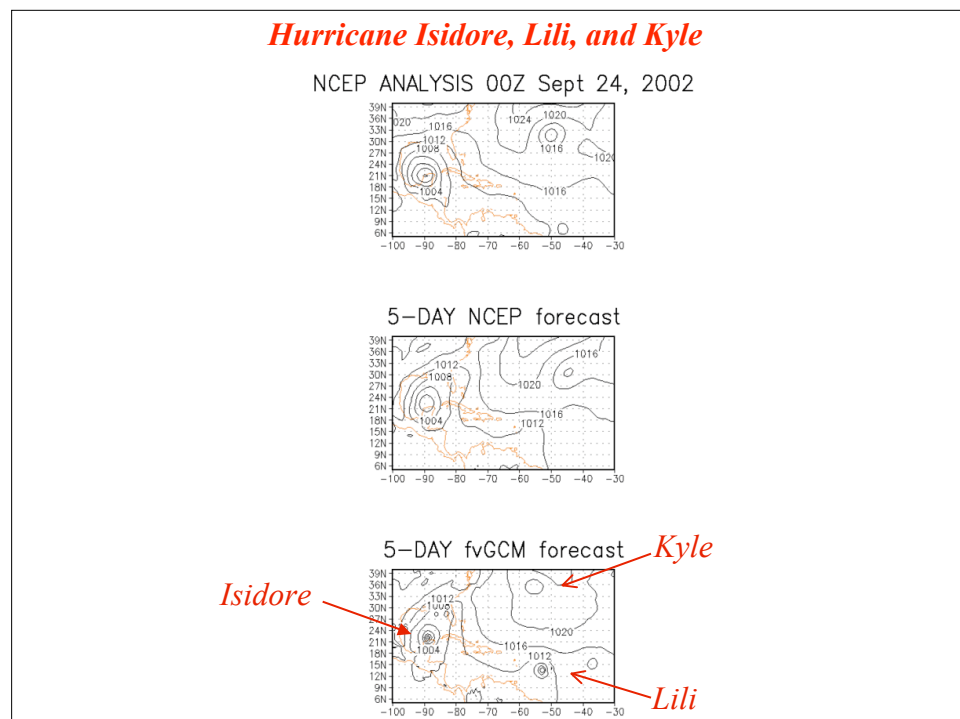 Hurricane Isidore, Lili, and Kyle
NCEP ANALYSIS 00Z Sept 24, 2002
39N
36N
33N
30N
27N
24N
21N
18N
15N
12N
9N
6N
1020
1016
1012
1008
1004
1024
1020
1016
1020
1016
-100 -90 -80 -70 -60 -50 -40 -30
5-DAY NCEP forecast
39N
36N
33N
30N
27N
24N
21N
18N
15N
12N
9N
6N
1012
1008
1004
1016
1020
1016
1012
-100 -90 -80 -70 -60 -50 -40 -30
5-DAY fvGCM forecast
Kyle
Isidore
39N
36N
33N
30N
27N
24N
21N
18N
15N
12N
9N
6N
1012
1008
1004
1020
1016
1012
-100 -90 -80 -70 -60 -50 -40 -30
Lili